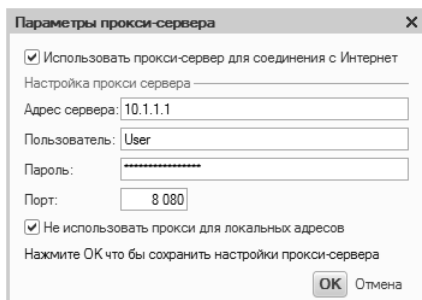 Параметры прокси-сервера
Использовать прокси-сервер для соединения с Интернет
Настройка прокси сервера
Адрес сервера: 10.1.1.1
Пользователь: User
Пароль: ****************
Порт: 8 080
Не использовать прокси для локальных адресов
Нажмите ОК что бы сохранить настройки прокси-сервера
ОК Отмена